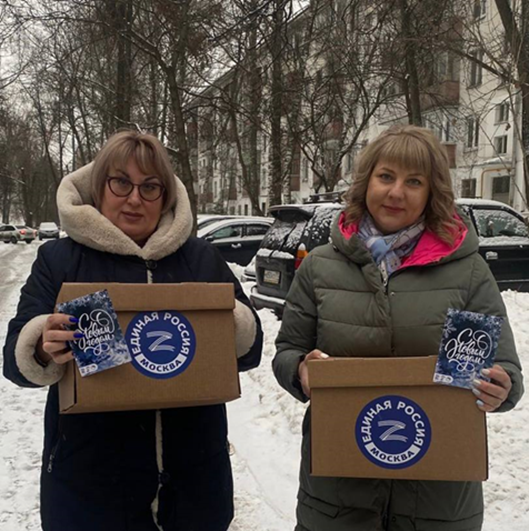 С
Новым
годом
ЕДИНАЯ РОССИЯ
Z
МОСКВА
С
Новым
годом
ЕДИНАЯ РОССИЯ
Z
МОСКВА